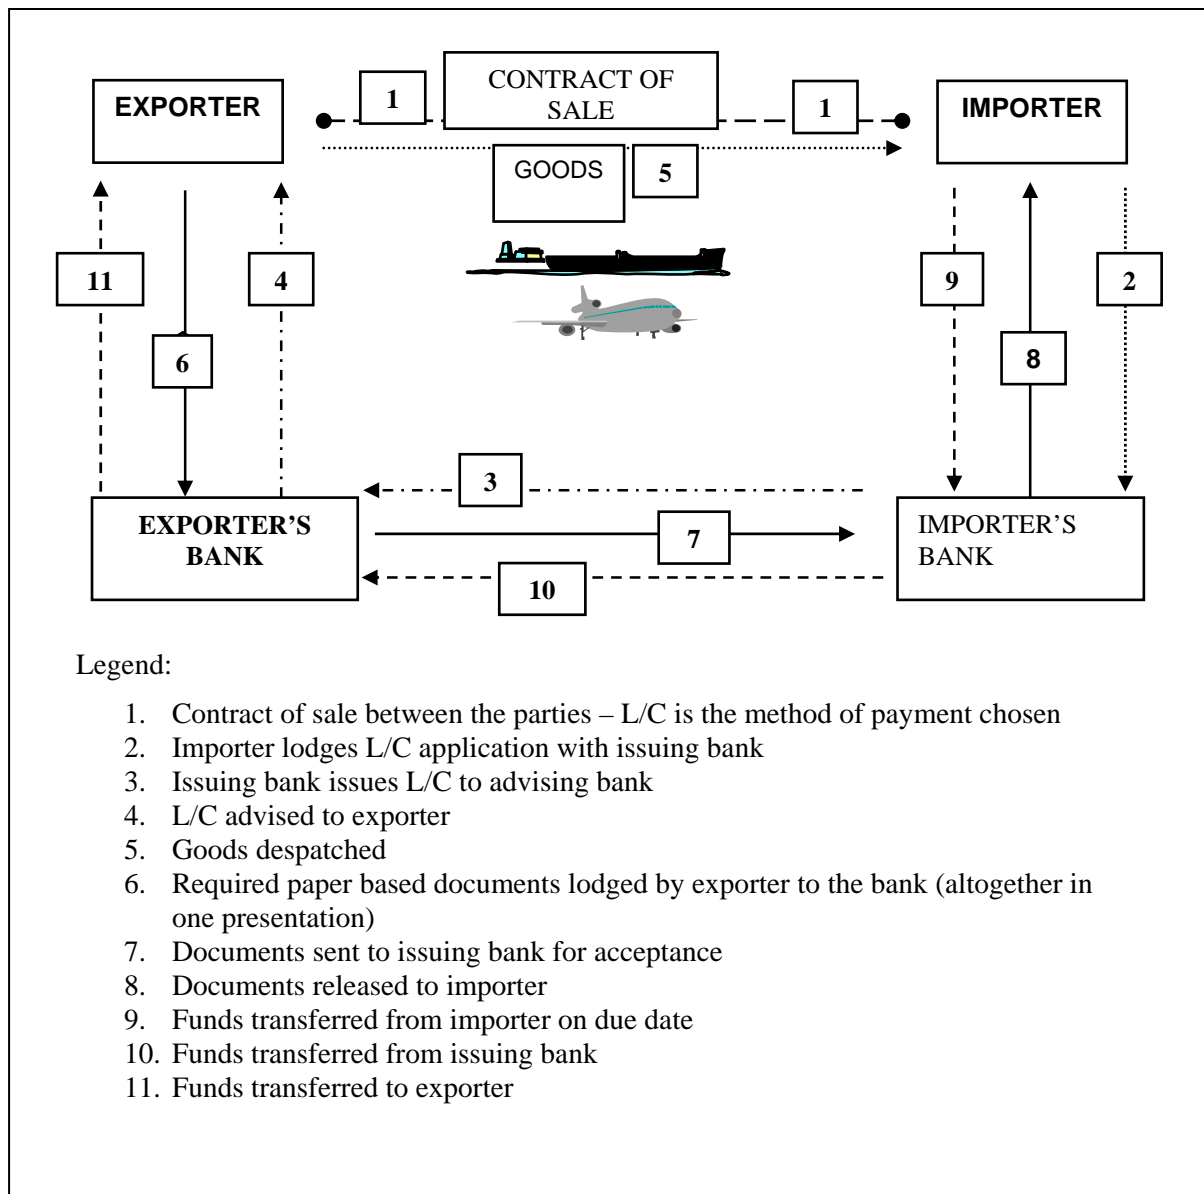 CONTRACT OF
SALE
EXPORTER
1
1
IMPORTER
GOODS
5
11
4
9
2
6
8
3
EXPORTER’S
BANK
7
IMPORTER’S
BANK
10
Legend:
1. Contract of sale between the parties – L/C is the method of payment chosen
2. Importer lodges L/C application with issuing bank
3. Issuing bank issues L/C to advising bank
4. L/C advised to exporter
5. Goods despatched
6. Required paper based documents lodged by exporter to the bank (altogether in
one presentation)
7. Documents sent to issuing bank for acceptance
8. Documents released to importer
9. Funds transferred from importer on due date
10. Funds transferred from issuing bank
11. Funds transferred to exporter